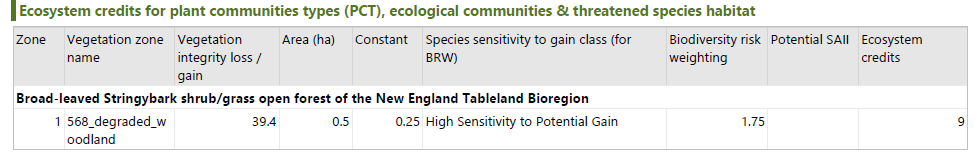 Ecosystem credits for plant communities types (PCT), ecological communities & threatened species habitat
Zone Vegetation zone name Vegetation integrity loss / gain Area (ha) Constant Species sensitivity to gain class (for BRW) Biodiversity risk weighting Potential SAII Ecosystem credits
Broad-leaved Stringybark shrub/grass open forest of the New England Tableland Bioregion
1 568_degraded_woodland 39.4 0.5 0.25 High Sensitivity to Potential Gain 1.75 9